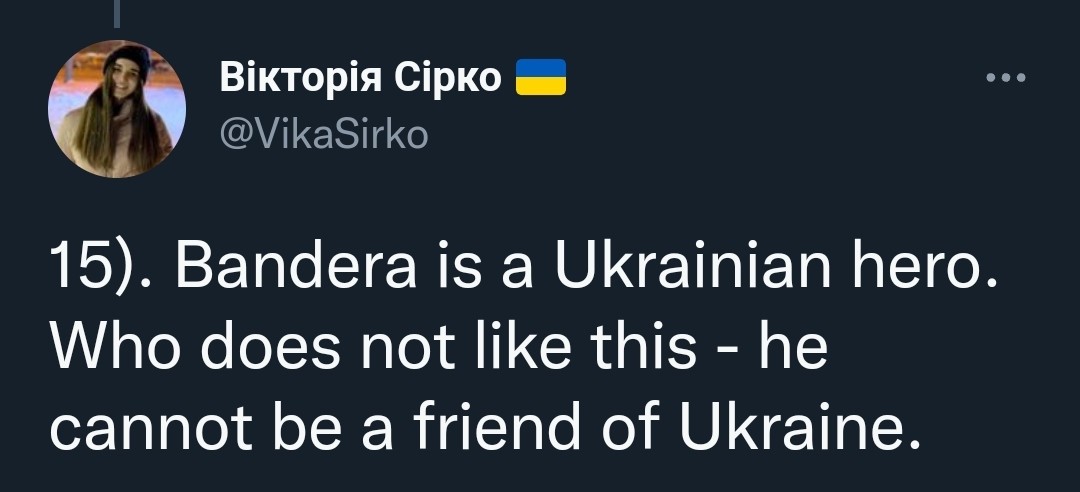 Вікторія Сірко 🇺🇦
@VikaSirko
15). Bandera is a Ukrainian hero.
Who does not like this - he
cannot be a friend of Ukraine.